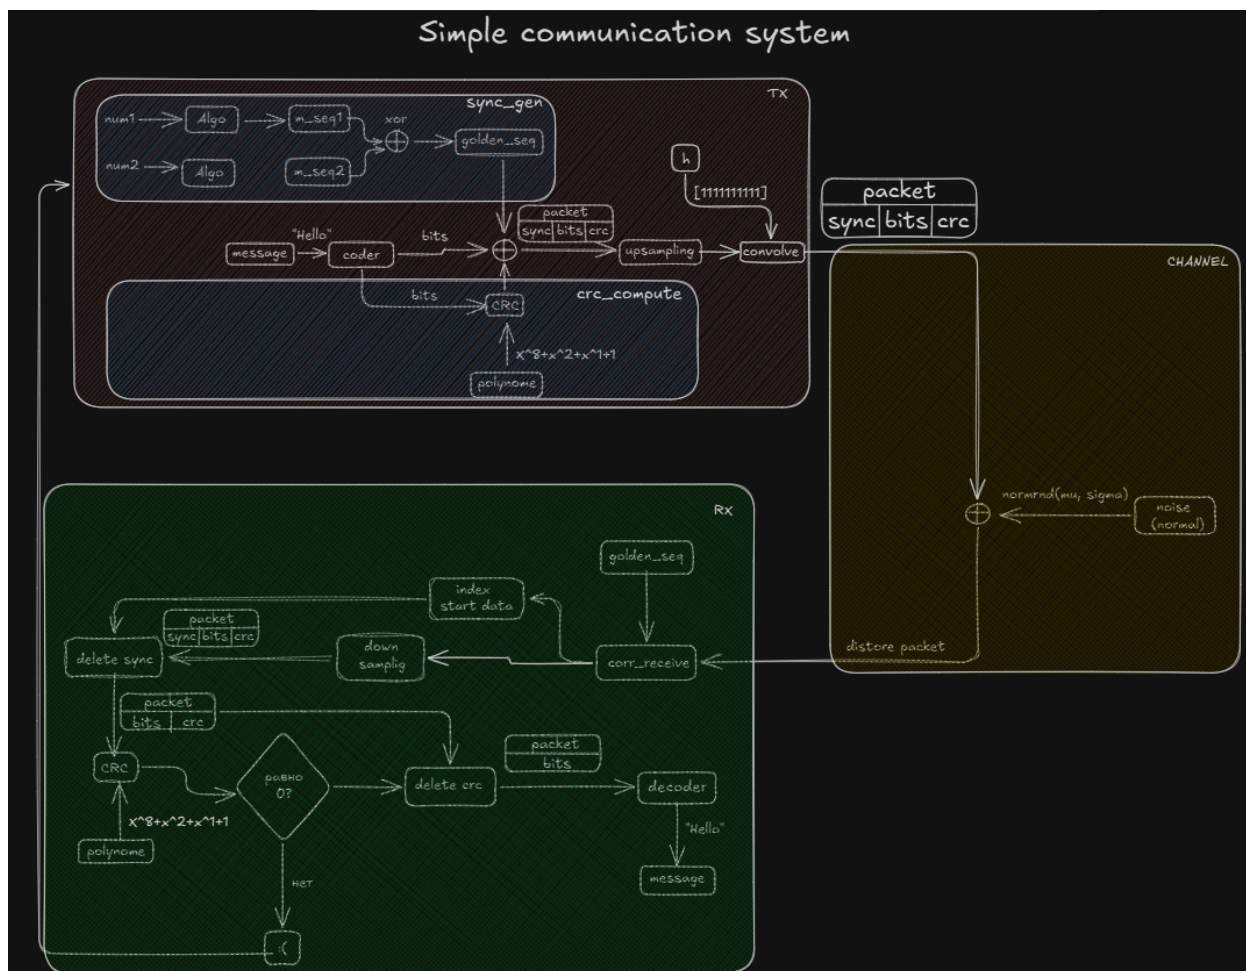 Simple communication system
TX
sync_gen
num1
Algo
m_seq1
xor
golden_seq
num2
Algo
m_seq2
h
[1111111111]
packet
sync bits crc
message
"Hello"
coder
bits
packet
sync bits crc
upsampling
convolve
bits
CRC
crc_compute
x^8+x^2+x^1+1
polynome
CHANNEL
normrnd(mu, sigma)
noise
(normal)
distore packet
RX
golden_seq
index
start data
packet
sync bits crc
delete sync
down
samplig
corr_receive
packet
bits crc
CRC
x^8+x^2+x^1+1
polynome
равно
0?
нет
:(
delete crc
packet
bits
decoder
"Hello"
message